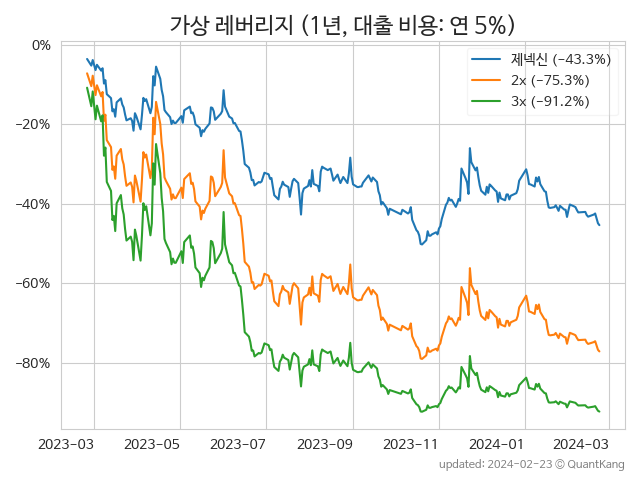 가상 레버리지 (1년, 대출 비용: 연 5%)
제넥신 (−43.3%)
2x (−75.3%)
3x (−91.2%)
0%
−20%
−40%
−60%
−80%
2023-03 2023-05 2023-07 2023-09 2023-11 2024-01 2024-03
updated: 2024-02-23 © QuantKang